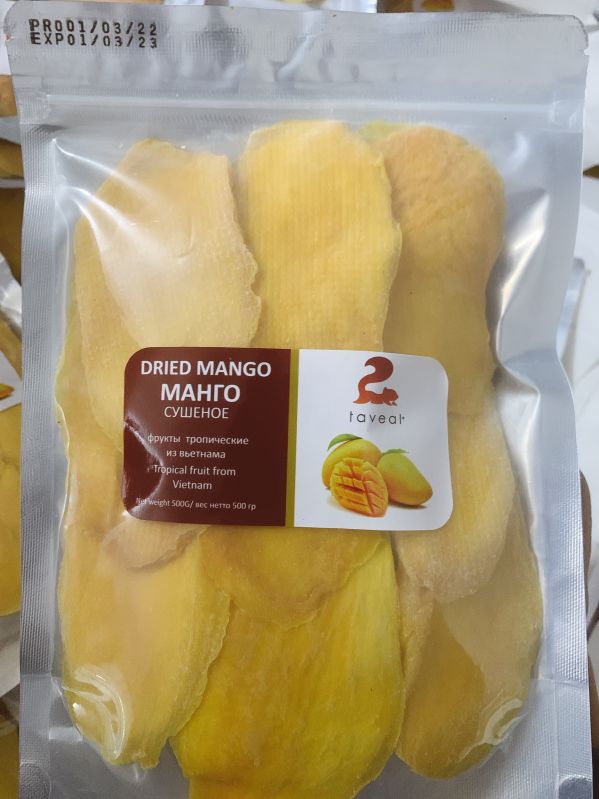 PRO01/03/22
EXP01/03/23
DRIED MANGO
МАНГО
СУШЕНОЕ
фрукты тропические
из вьетнама
Tropical fruit from
Vietnam
Net weight 500G/ вес нетто 500 гр
taveal+